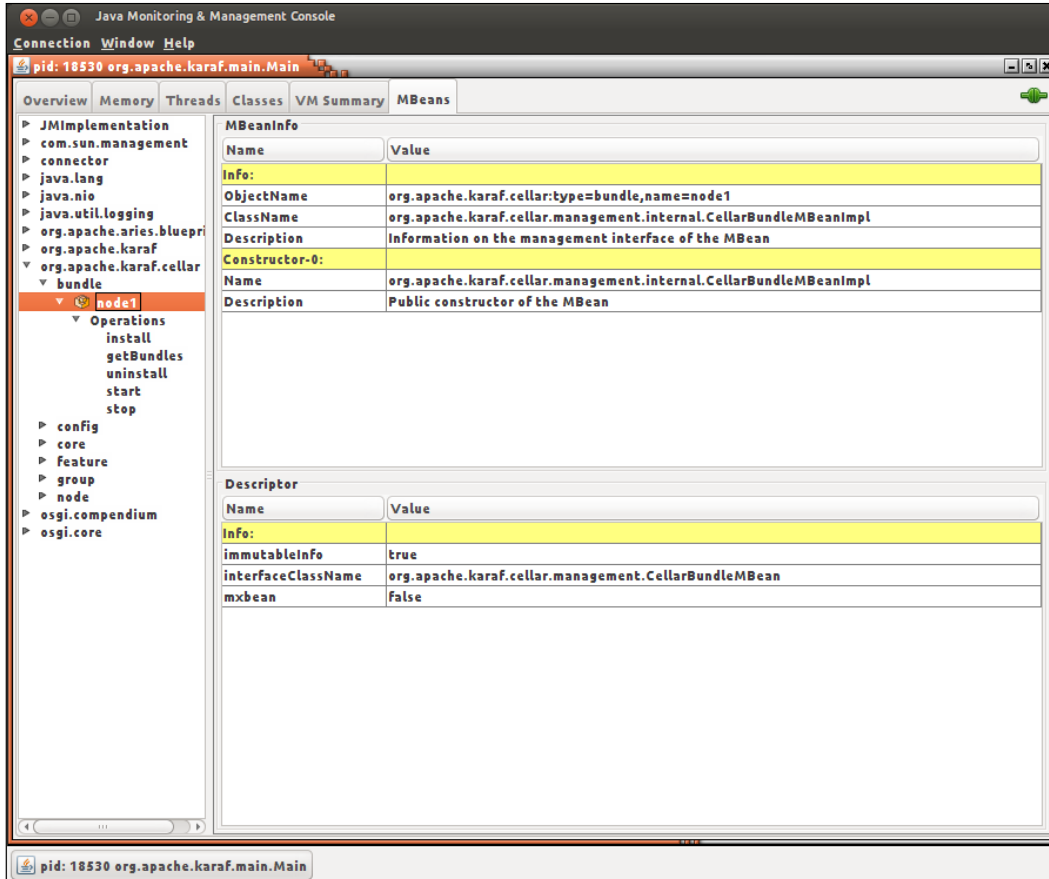 Java Monitoring & Management Console
Connection Window Help
pid: 18530 org.apache.karaf.main.Main
Overview Memory Threads Classes VM Summary MBeans
JMImplementation
com.sun.management
connector
java.lang
java.nio
java.util.logging
org.apache.aries.bluepri
org.apache.karaf
org.apache.karaf.cellar
bundle
node1
Operations
install
getBundles
uninstall
start
stop
config
core
feature
group
node
osgi.compendium
osgi.core
MBeanInfo
Name Value
Info:
ObjectName org.apache.karaf.cellar:type=bundle,name=node1
ClassName org.apache.karaf.cellar.management.internal.CellarBundleMBeanImpl
Description Information on the management interface of the MBean
Constructor-0:
Name org.apache.karaf.cellar.management.internal.CellarBundleMBeanImpl
Description Public constructor of the MBean
Descriptor
Name Value
Info:
immutableInfo true
interfaceClassName org.apache.karaf.cellar.management.CellarBundleMBean
mxbean false
pid: 18530 org.apache.karaf.main.Main